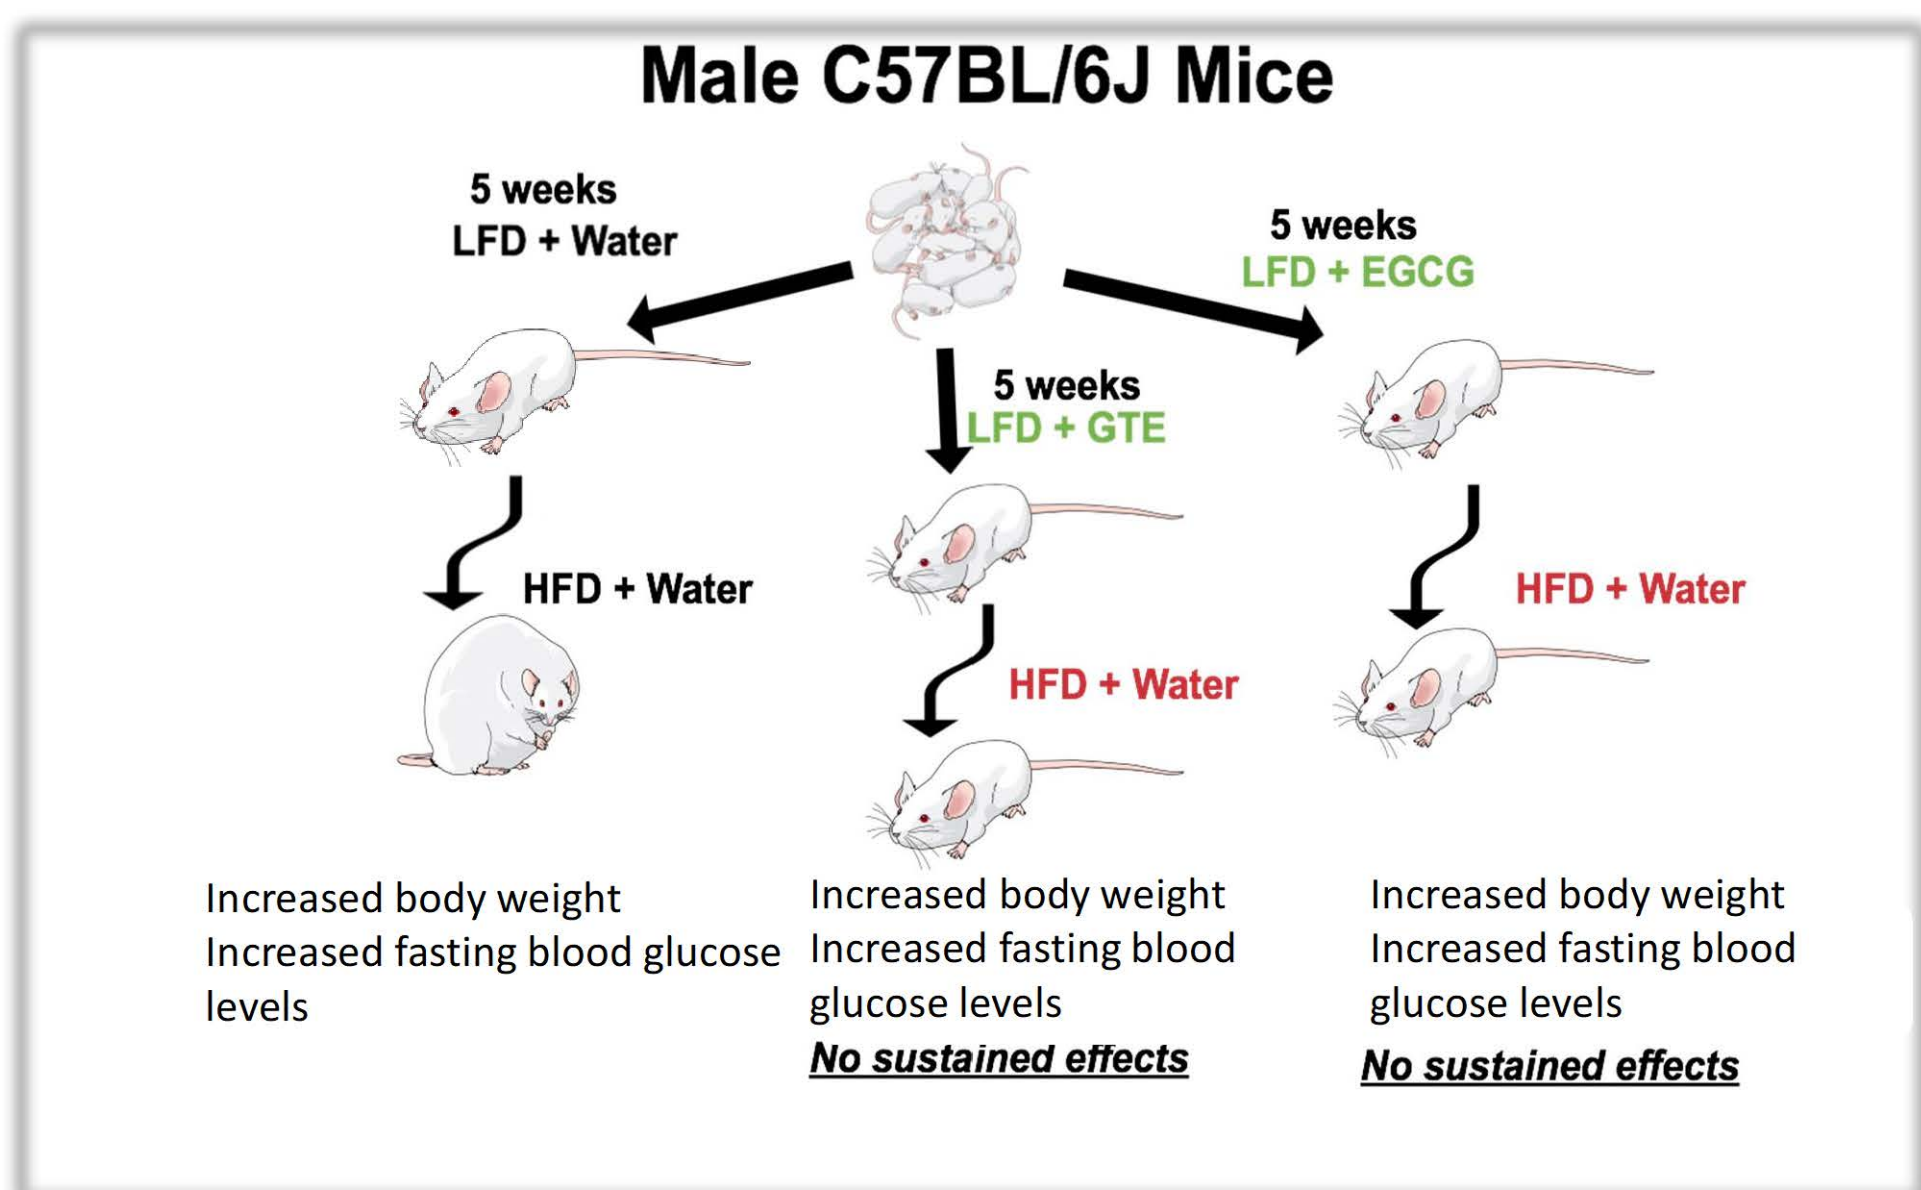 Male C57BL/6J Mice
5 weeks
LFD + Water
5 weeks
LFD + EGCG
5 weeks
LFD + GTE
HFD + Water
HFD + Water
HFD + Water
Increased body weight
Increased fasting blood glucose
levels
Increased body weight
Increased fasting blood
glucose levels
No sustained effects
Increased body weight
Increased fasting blood
glucose levels
No sustained effects